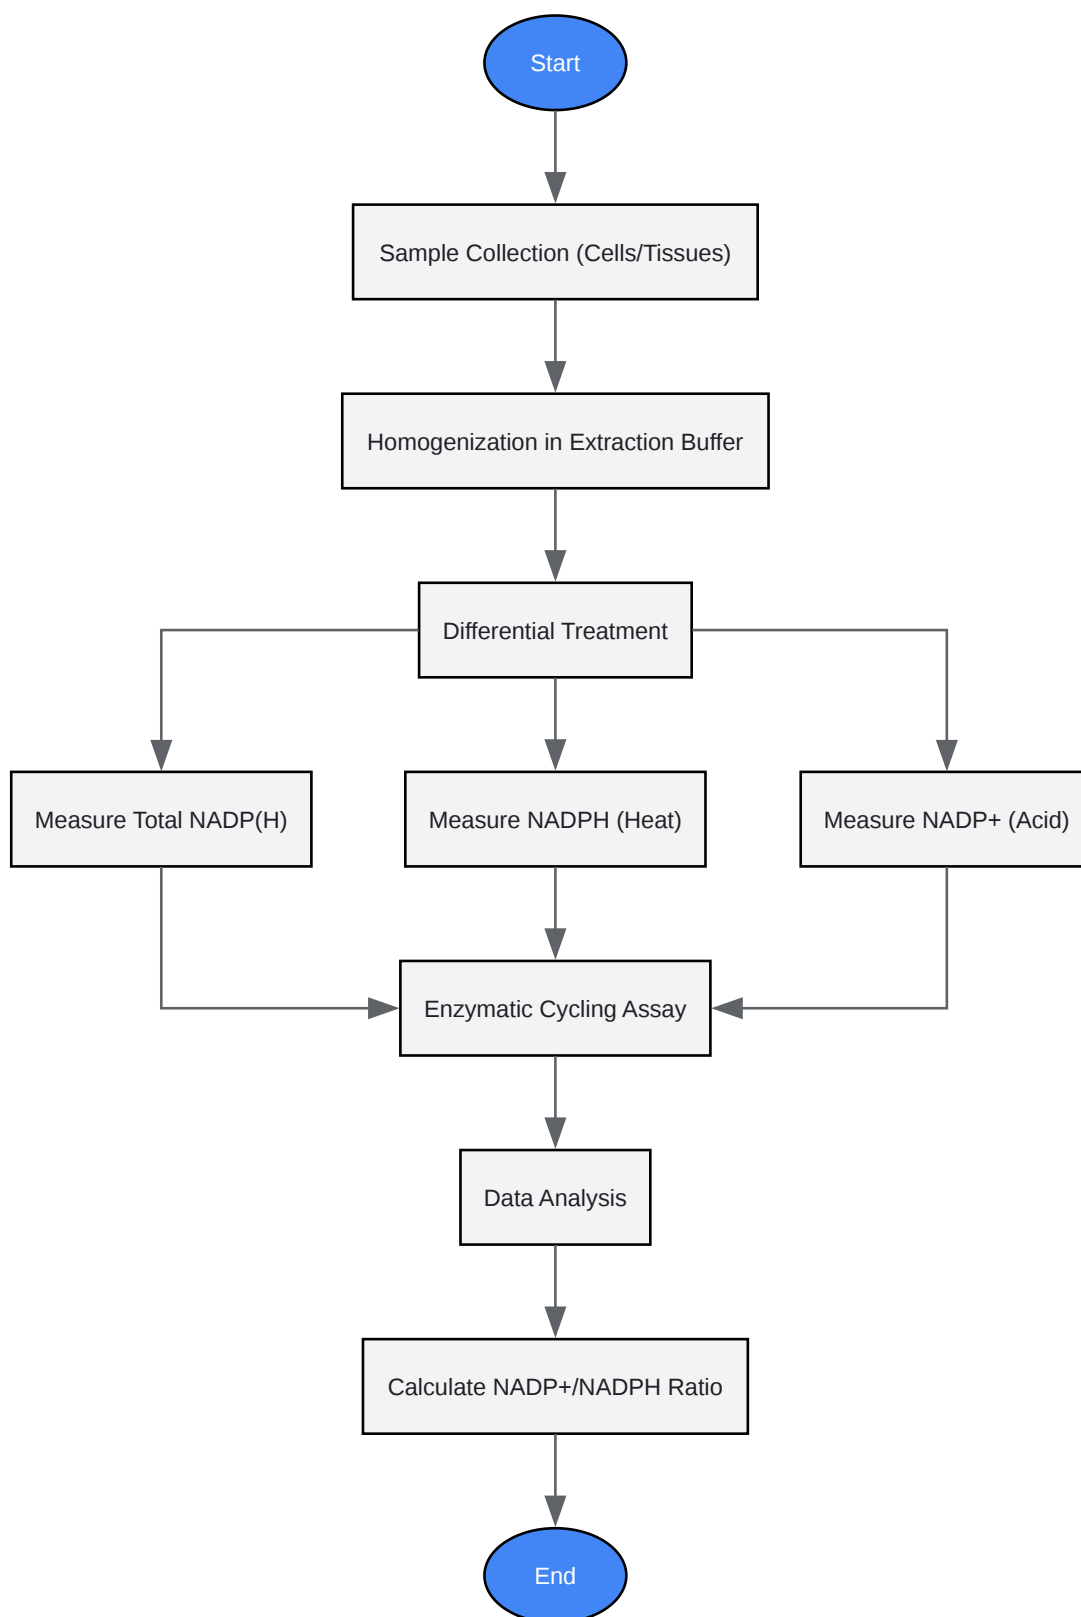 Start
Sample Collection (Cells/Tissues)
Homogenization in Extraction Buffer
Differential Treatment
Measure Total NADP(H)
Measure NADPH (Heat)
Measure NADP+ (Acid)
Enzymatic Cycling Assay
Data Analysis
Calculate NADP+/NADPH Ratio
End